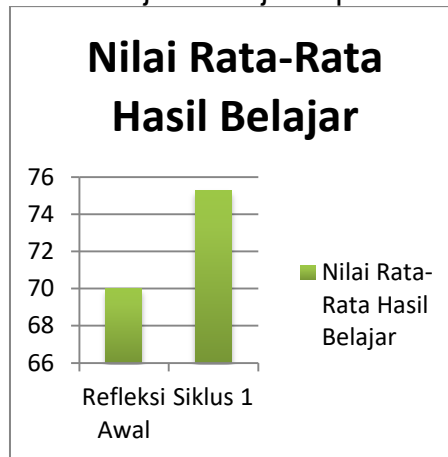 Nilai Rata-Rata
Hasil Belajar
76
74
72
70
68
66
Refleksi Siklus 1
Awal
Nilai Rata-
Rata Hasil
Belajar